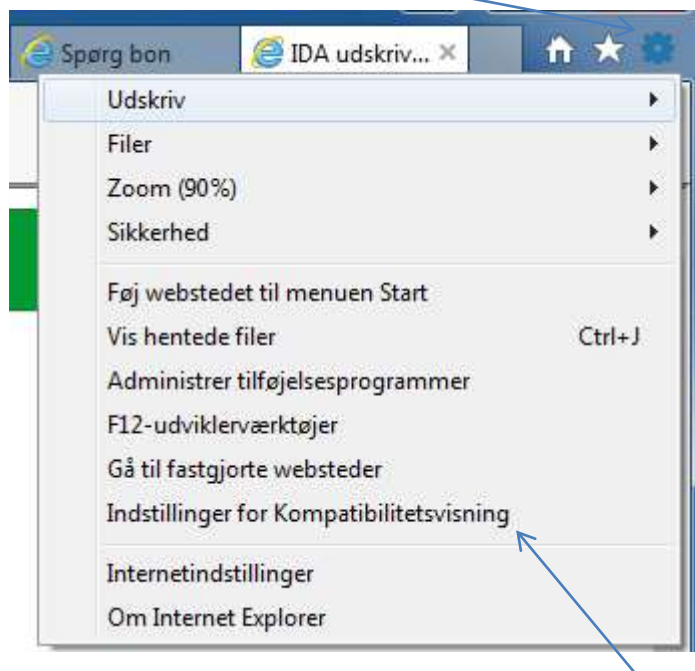 Spørg bon
IDA udskriv...
Udskriv
Filer
Zoom (90%)
Sikkerhed
Føj webstedet til menuen Start
Vis hentede filer Ctrl+J
Administrer tilføjelsesprogrammer
F12-udviklerværktøjer
Gå til fastgjorte websteder
Indstillinger for Kompatibilitetsvisning
Internetindstillinger
Om Internet Explorer